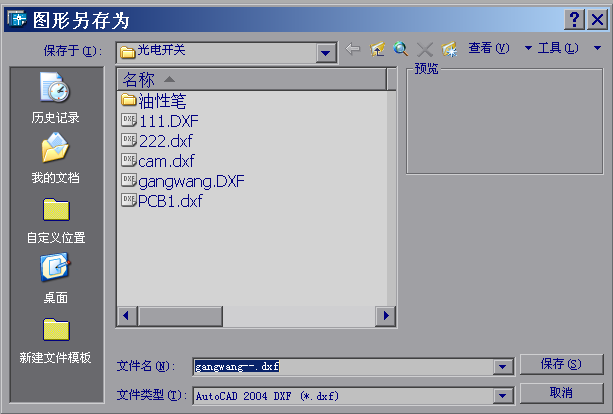 图形另存为
保存于(I): 光电开关 查看(V) 工具(L)
名称 预览
油性笔
111.DXF
222.dxf
cam.dxf
gangwang.DXF
PCB1.dxf
历史记录
我的文档
自定义位置
桌面
新建文件模板
文件名(N): gangwang--.dxf 保存(S)
文件类型(T): AutoCAD 2004 DXF (*.dxf) 取消